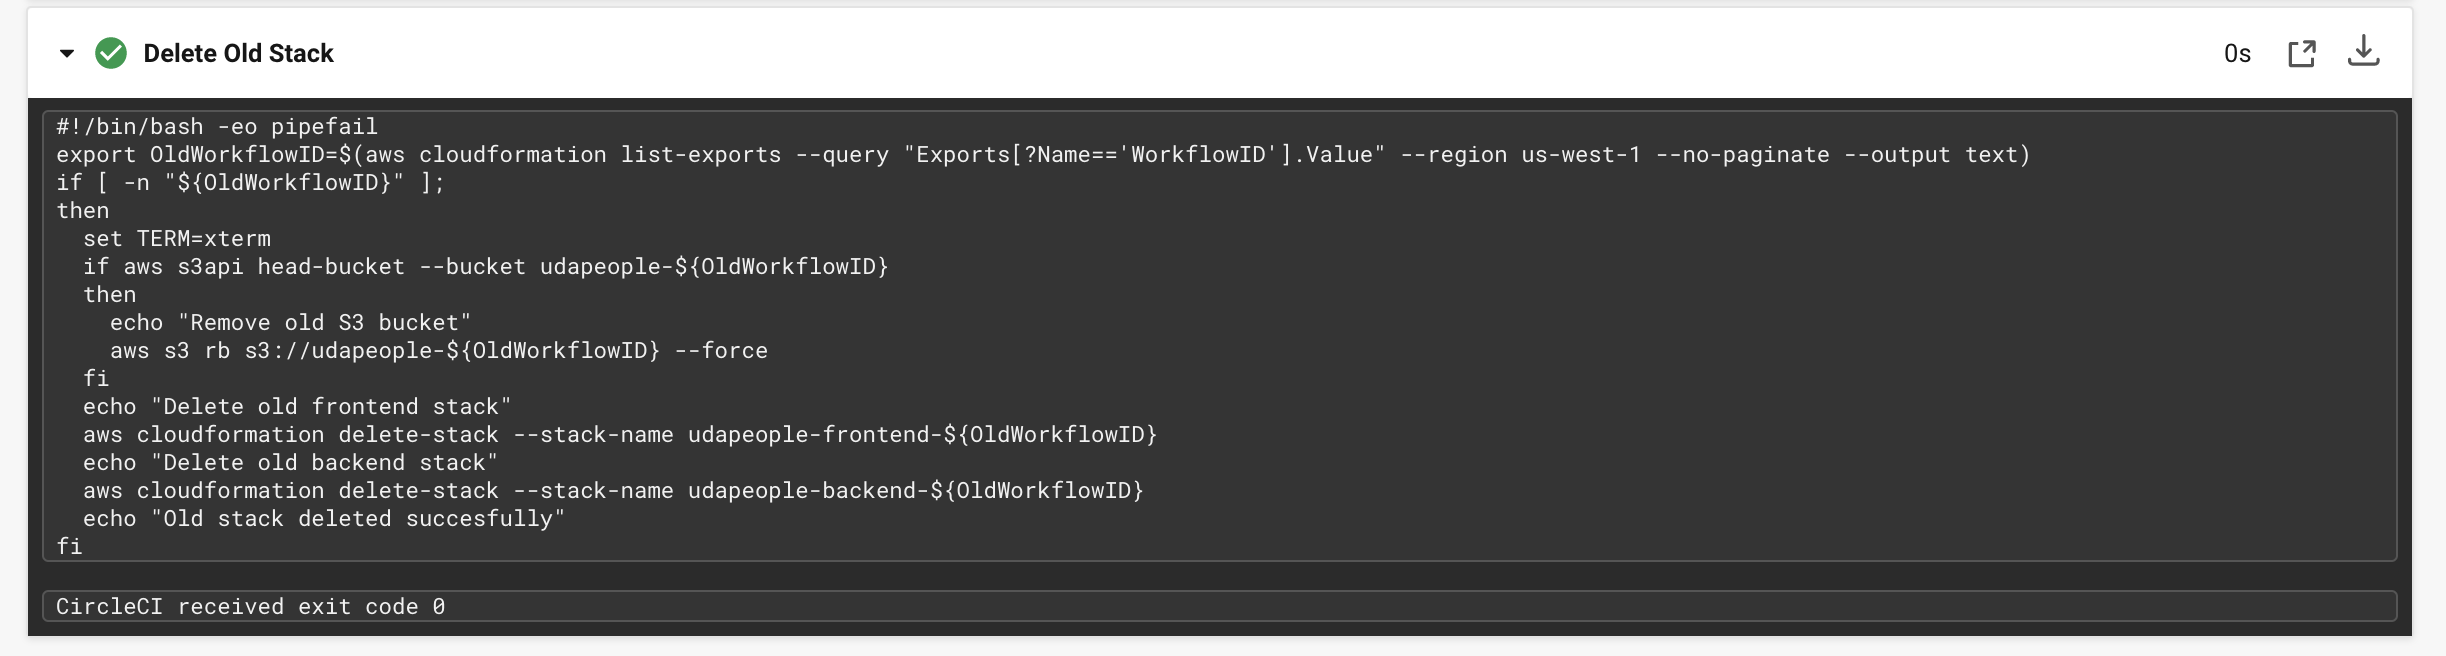 Delete Old Stack
0s
#!/bin/bash -eo pipefail
export OldWorkflowID=$(aws cloudformation list-exports --query "Exports[?Name=='WorkflowID'].Value" --region us-west-1 --no-paginate --output text)
if [ -n "${OldWorkflowID}" ];
then
  set TERM=xterm
  if aws s3api head-bucket --bucket udapeople-${OldWorkflowID}
  then
    echo "Remove old S3 bucket"
    aws s3 rb s3://udapeople-${OldWorkflowID} --force
  fi
  echo "Delete old frontend stack"
  aws cloudformation delete-stack --stack-name udapeople-frontend-${OldWorkflowID}
  echo "Delete old backend stack"
  aws cloudformation delete-stack --stack-name udapeople-backend-${OldWorkflowID}
  echo "Old stack deleted succesfully"
fi
CircleCI received exit code 0